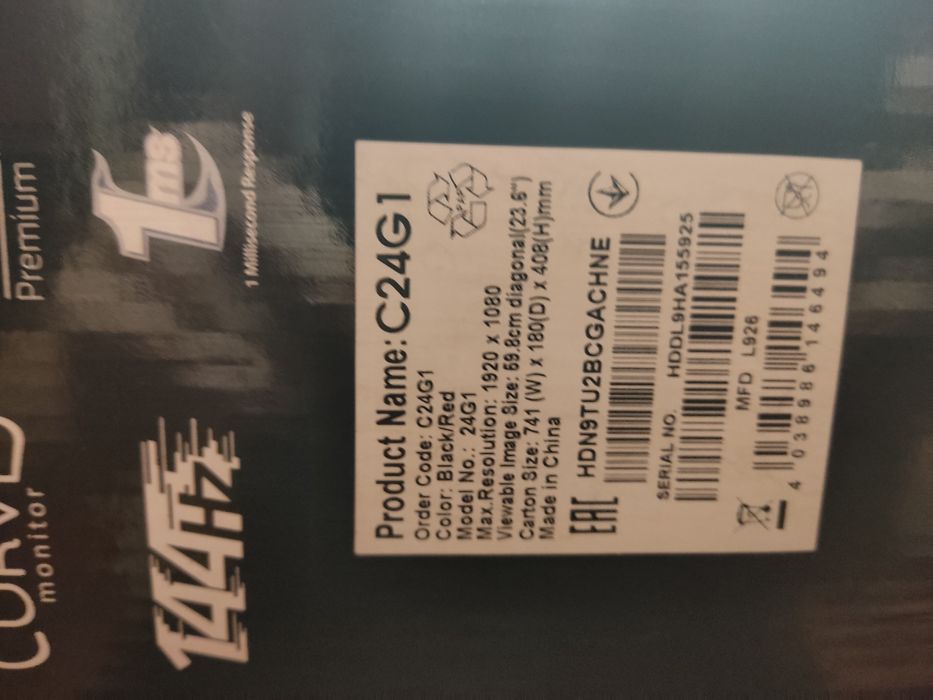 CURVED
monitor
Premium
144Hz
1ms
1 Millisecond Response
Product Name: C24G1
Order Code: C24G1
Color: Black/Red
Model No.: 24G1
Max.Resolution: 1920 x 1080
Viewable Image Size: 59.8cm diagonal(23.6")
Carton Size: 741 (W) x 180(D) x 408(H)mm
Made in China
PAP
EAC
HDN9TU2BCGACHNE
SERIAL NO. HDDL9HA155925
MFD L926
4 038986 146494